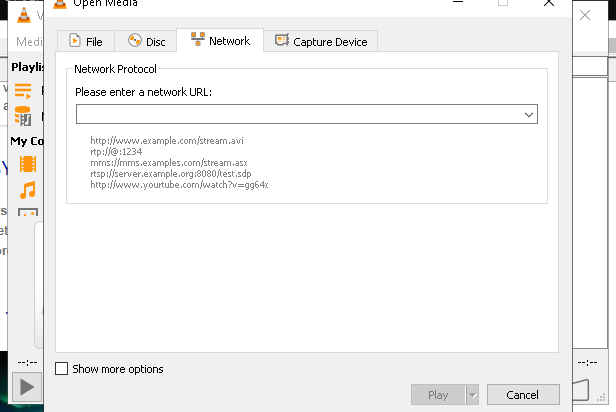 Open Media
Medi
File
Disc
Network
Capture Device
Playlis
Network Protocol
Please enter a network URL:
http://www.example.com/stream.avi
rtp://@:1234
mms://mms.examples.com/stream.asx
rtsp://server.example.org:8080/test.sdp
http://www.yourtube.com/watch?v=gg64x
My Co
--:--
--:--
Show more options
Play
Cancel